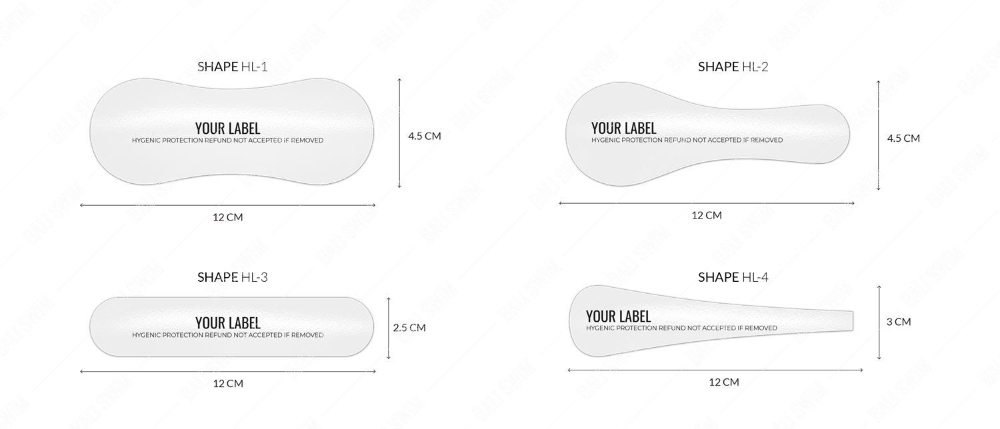 SHAPE HL-1
YOUR LABEL
HYGENIC PROTECTION REFUND NOT ACCEPTED IF REMOVED
4.5 CM
12 CM
SHAPE HL-2
YOUR LABEL
HYGENIC PROTECTION REFUND NOT ACCEPTED IF REMOVED
4.5 CM
12 CM
SHAPE HL-3
YOUR LABEL
HYGENIC PROTECTION REFUND NOT ACCEPTED IF REMOVED
2.5 CM
12 CM
SHAPE HL-4
YOUR LABEL
HYGENIC PROTECTION REFUND NOT ACCEPTED IF REMOVED
3 CM
12 CM
BALI SWIM